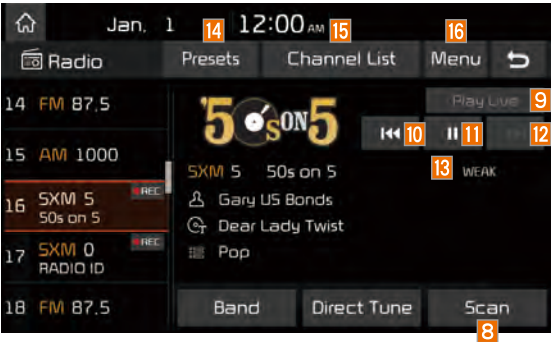 Jan. 1 12:00 AM
14 15 16
Radio Presets Channel List Menu
14 FM 87.5
Play Live 9
'50s ON 5
10 11 12
15 AM 1000
SXM 5 50s on 5
13 WEAK
16 SXM 5 REC
50s on 5
Gary US Bonds
Dear Lady Twist
17 SXM 0 REC
RADIO ID
Pop
18 FM 87.5
Band Direct Tune Scan
8